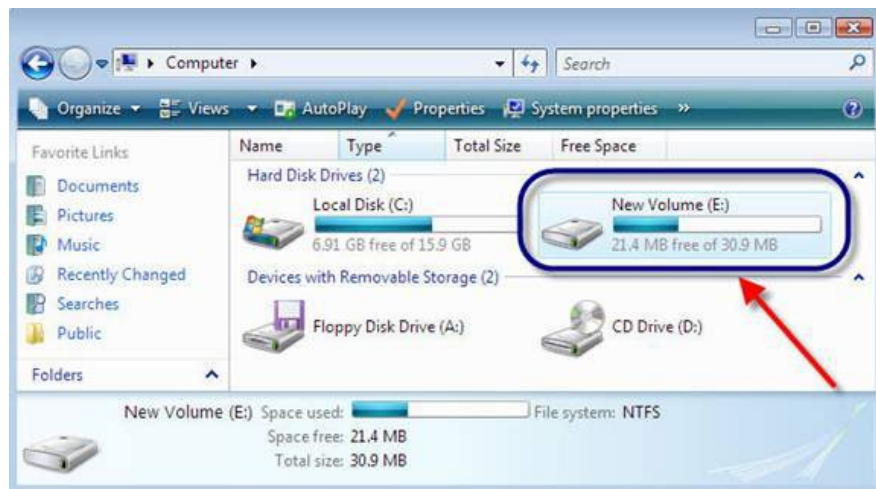 Computer
Search
Organize Views AutoPlay Properties System properties »
Favorite Links
Documents
Pictures
Music
Recently Changed
Searches
Public
Folders
Name Type Total Size Free Space
Hard Disk Drives (2)
Local Disk (C:)
6.91 GB free of 15.9 GB
New Volume (E:)
21.4 MB free of 30.9 MB
Devices with Removable Storage (2)
Floppy Disk Drive (A:)
CD Drive (D:)
New Volume (E:) Space used: File system: NTFS
Space free: 21.4 MB
Total size: 30.9 MB